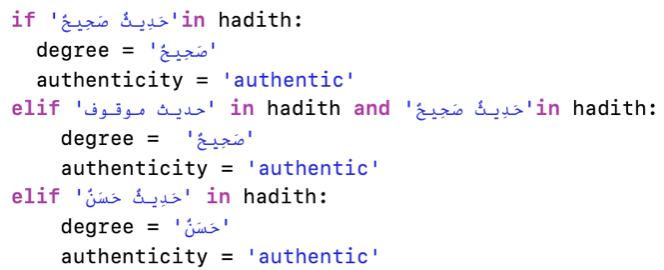 if 'حَدِيثٌ صَحِيحٌ'in hadith:
  degree = 'صَحِيحٌ'
  authenticity = 'authentic'
elif 'حديث موقوف' in hadith and 'حَدِيثٌ صَحِيحٌ'in hadith:
    degree =  'صَحِيحٌ'
    authenticity = 'authentic'
elif 'حَدِيثٌ حَسَنٌ' in hadith:
    degree = 'حَسَنٌ'
    authenticity = 'authentic'